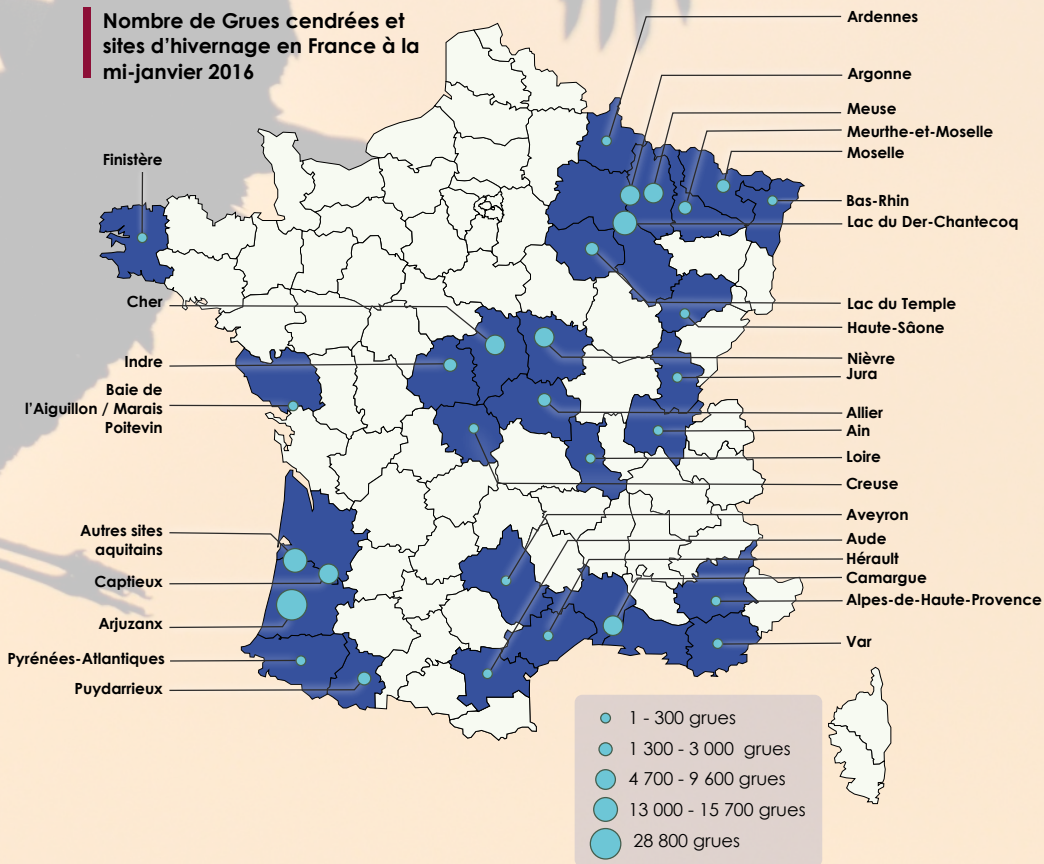 Nombre de Grues cendrées et
sites d'hivernage en France à la
mi-janvier 2016
Ardennes
Argonne
Meuse
Meurthe-et-Moselle
Moselle
Bas-Rhin
Lac du Der-Chantecoq
Lac du Temple
Haute-Sâone
Nièvre
Jura
Allier
Ain
Loire
Creuse
Aveyron
Aude
Hérault
Camargue
Alpes-de-Haute-Provence
Var
Finistère
Cher
Indre
Baie de
l'Aiguillon / Marais
Poitevin
Autres sites
aquitains
Captieux
Arjuzanx
Pyrénées-Atlantiques
Puydarrieux
1 - 300 grues
1 300 - 3 000 grues
4 700 - 9 600 grues
13 000 - 15 700 grues
28 800 grues